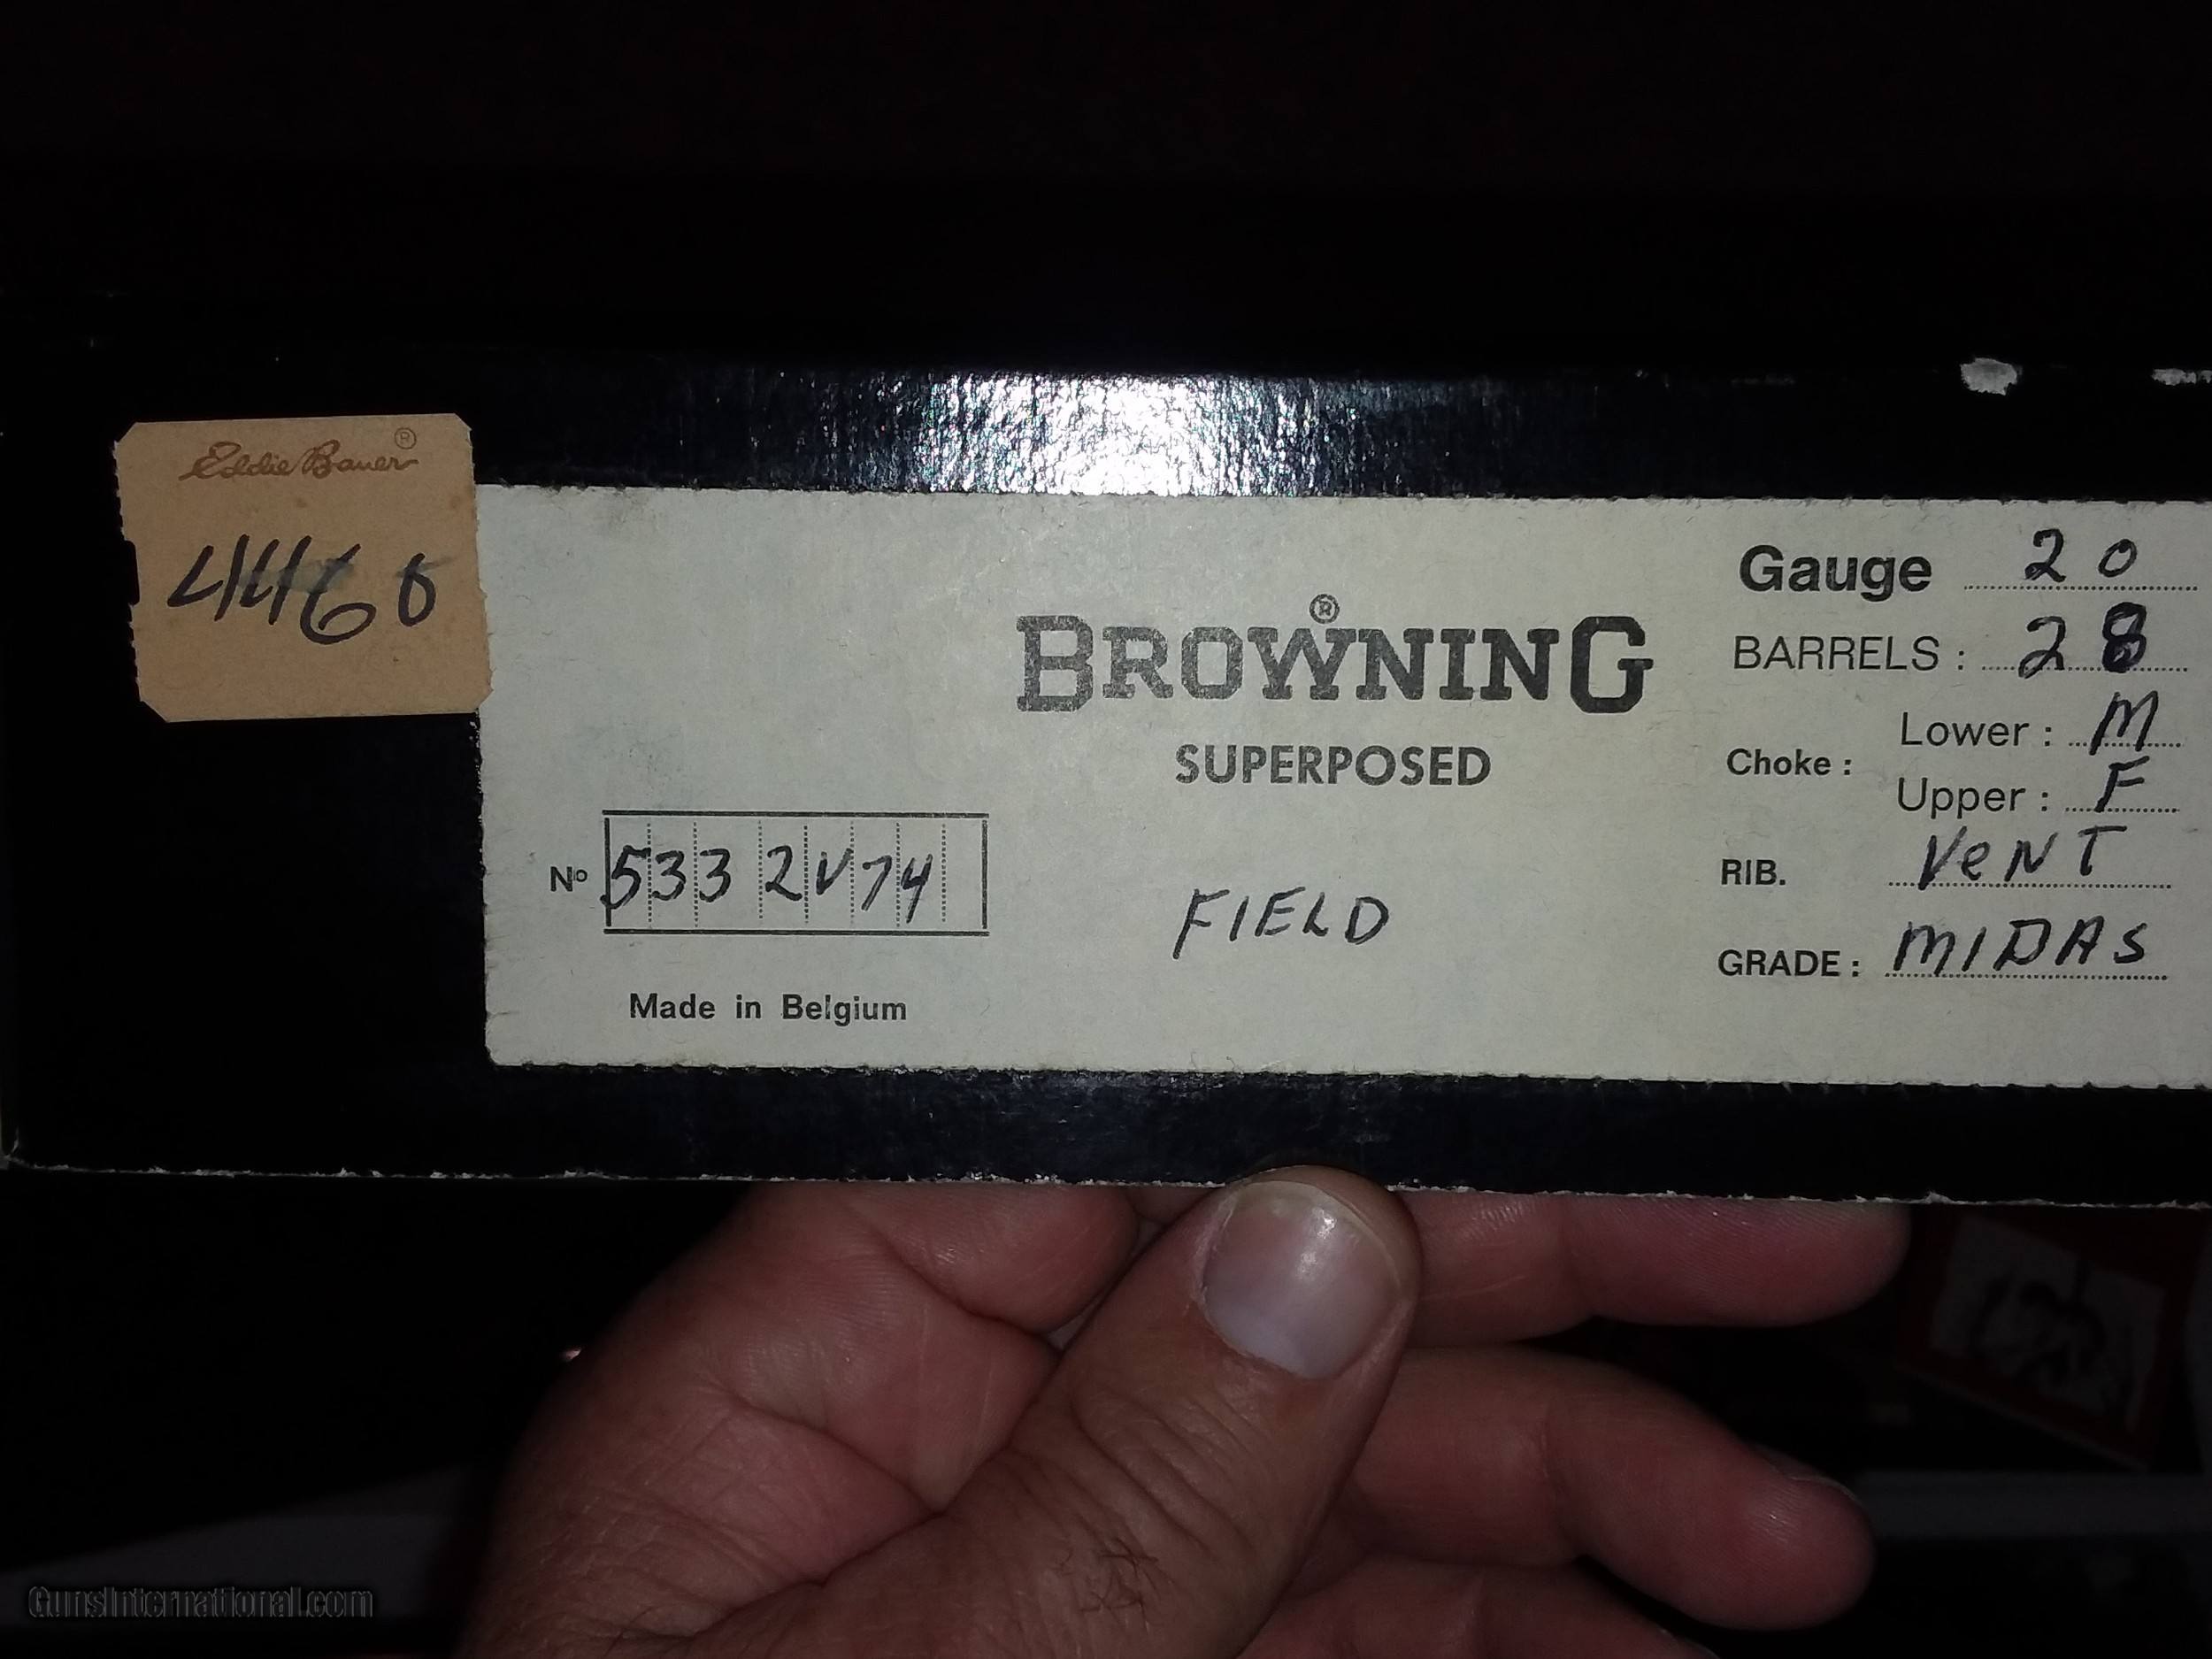 Eddie Bauer®
4460
BROWNING®
SUPERPOSED
FIELD
Nº 5332V74
Made in Belgium
Gauge 20
BARRELS : 28
Choke :
Lower : M
Upper : F
RIB. VeNT
GRADE : MIDAS
GunsInternational.com